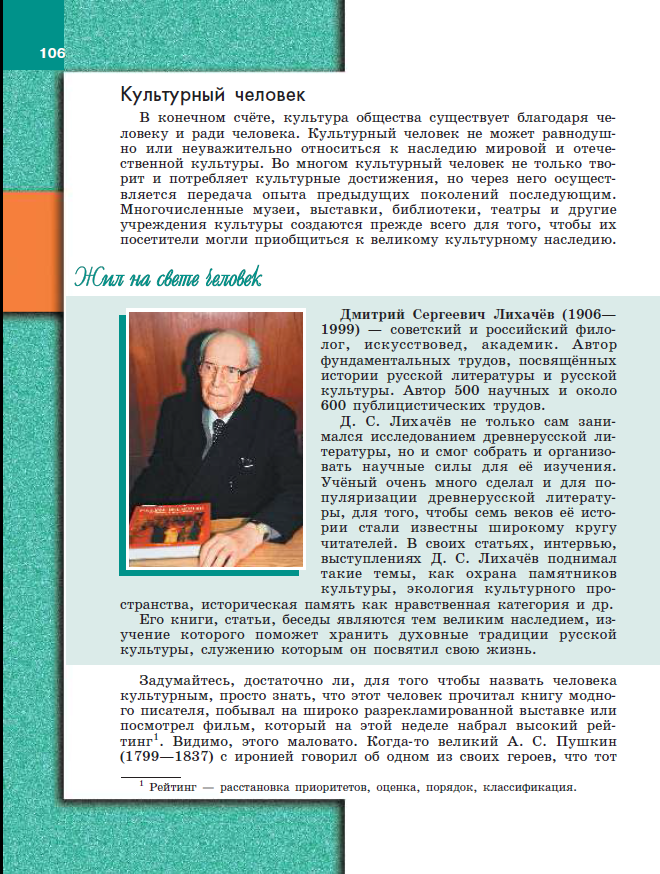 106
Культурный человек
В конечном счёте, культура общества существует благодаря че-
ловеку и ради человека. Культурный человек не может равнодуш-
но или неуважительно относиться к наследию мировой и отече-
ственной культуры. Во многом культурный человек не только тво-
рит и потребляет культурные достижения, но через него осущест-
вляется передача опыта предыдущих поколений последующим.
Многочисленные музеи, выставки, библиотеки, театры и другие
учреждения культуры создаются прежде всего для того, чтобы их
посетители могли приобщиться к великому культурному наследию.
Жил на свете человек
Дмитрий Сергеевич Лихачёв (1906—
1999) — советский и российский фило-
лог, искусствовед, академик. Автор
фундаментальных трудов, посвящённых
истории русской литературы и русской
культуры. Автор 500 научных и около
600 публицистических трудов.
Д. С. Лихачёв не только сам зани-
мался исследованием древнерусской ли-
тературы, но и смог собрать и организо-
вать научные силы для её изучения.
Учёный очень много сделал и для по-
пуляризации древнерусской литерату-
ры, для того, чтобы семь веков её исто-
рии стали известны широкому кругу
читателей. В своих статьях, интервью,
выступлениях Д. С. Лихачёв поднимал
такие темы, как охрана памятников
культуры, экология культурного про-
странства, историческая память как нравственная категория и др.
Его книги, статьи, беседы являются тем великим наследием, из-
учение которого поможет хранить духовные традиции русской
культуры, служению которым он посвятил свою жизнь.
Задумайтесь, достаточно ли, для того чтобы назвать человека
культурным, просто знать, что этот человек прочитал книгу модно-
го писателя, побывал на широко разрекламированной выставке или
посмотрел фильм, который на этой неделе набрал высокий рей-
тинг¹. Видимо, этого маловато. Когда-то великий А. С. Пушкин
(1799—1837) с иронией говорил об одном из своих героев, что тот
¹ Рейтинг — расстановка приоритетов, оценка, порядок, классификация.